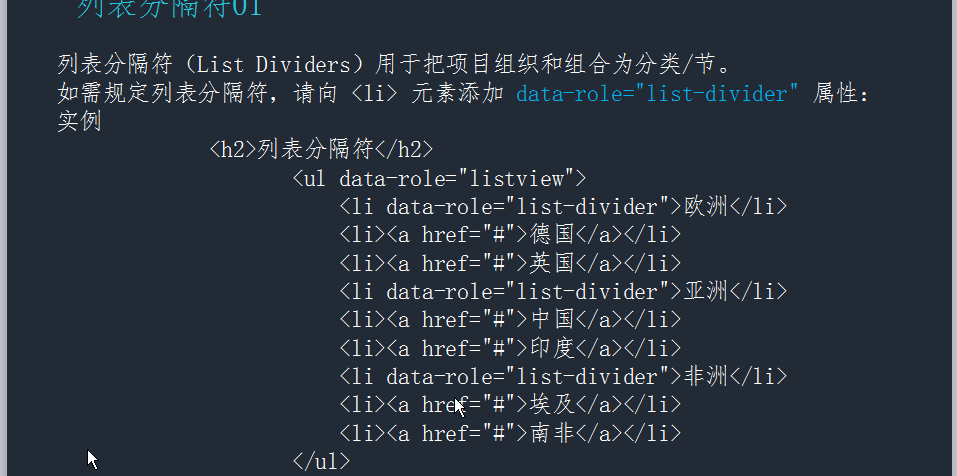 列表分隔符01
列表分隔符（List Dividers）用于把项目组织和组合为分类/节。
如需规定列表分隔符，请向 <li> 元素添加 data-role="list-divider" 属性：
实例
<h2>列表分隔符</h2>
<ul data-role="listview">
<li data-role="list-divider">欧洲</li>
<li><a href="#">德国</a></li>
<li><a href="#">英国</a></li>
<li data-role="list-divider">亚洲</li>
<li><a href="#">中国</a></li>
<li><a href="#">印度</a></li>
<li data-role="list-divider">非洲</li>
<li><a href="#">埃及</a></li>
<li><a href="#">南非</a></li>
</ul>